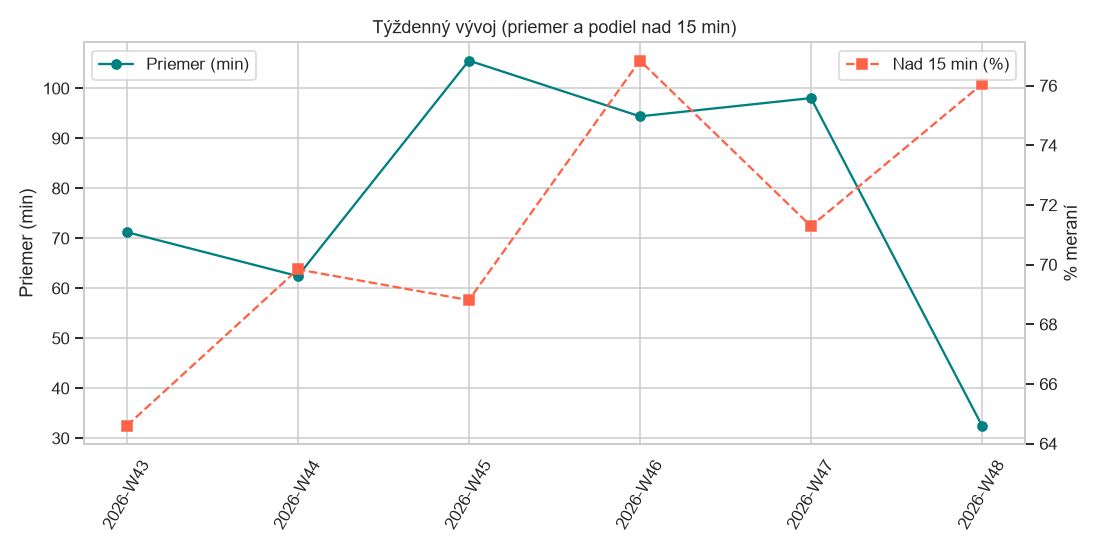 Týždenný vývoj (priemer a podiel nad 15 min)
Priemer (min)
Nad 15 min (%)
Priemer (min)
100
90
80
70
60
50
40
30
76
74
72
70
68
66
64
% meraní
2026-W43
2026-W44
2026-W45
2026-W46
2026-W47
2026-W48